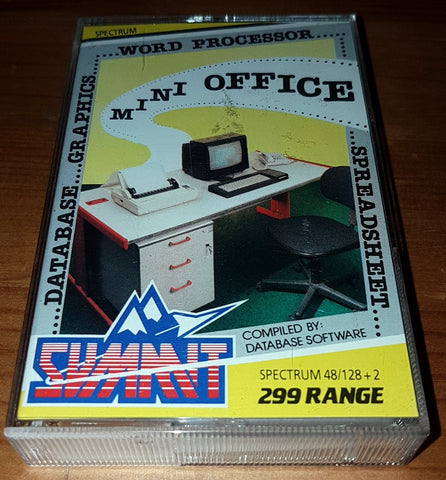 SPECTRUM
DATABASE....GRAPHICS....WORD PROCESSOR....SPREADSHEET....
MINI OFFICE
SUMMIT
COMPILED BY:
DATABASE SOFTWARE
SPECTRUM 48/128 + 2
299 RANGE